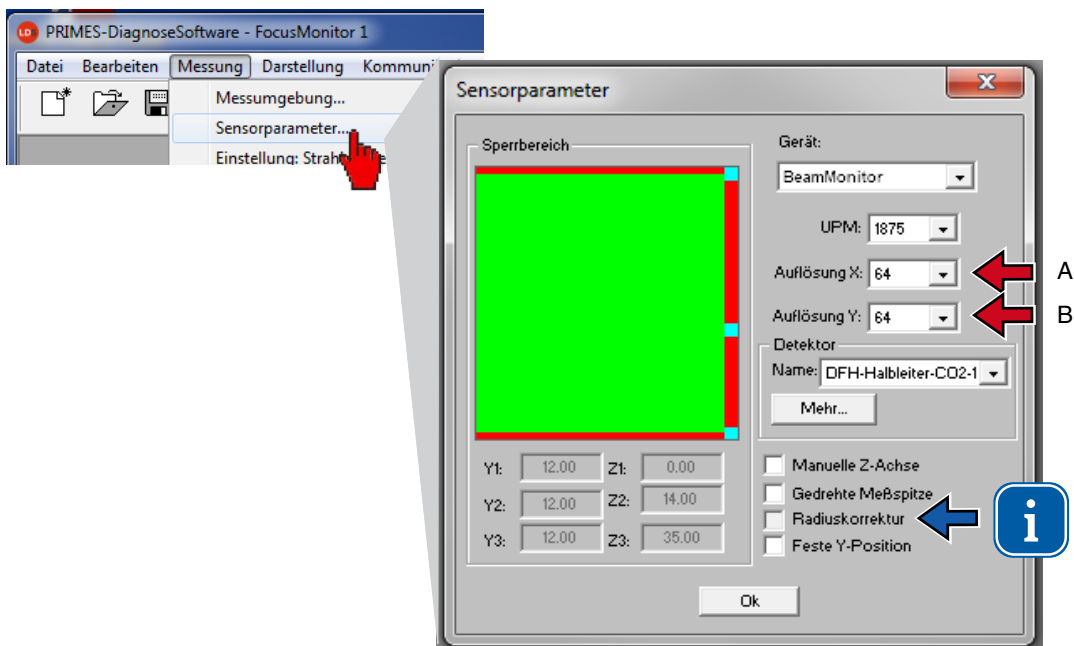 PRIMES-DiagnoseSoftware - FocusMonitor 1
Datei Bearbeiten Messung Darstellung
Messumgebung...
Sensorparameter...
Einstellung:
Sensorparameter
Sperrbereich
Gerät:
BeamMonitor
UPM: 1875
Auflösung X: 64
A
Auflösung Y: 64
B
Detektor
Name: DFH-Halbleiter-CO2-1
Mehr...
Y1: 12.00 Z1: 0.00
Y2: 12.00 Z2: 14.00
Y3: 12.00 Z3: 35.00
Manuelle Z-Achse
Gedrehte Meßspitze
Radiuskorrektur
i
Feste Y-Position
Ok